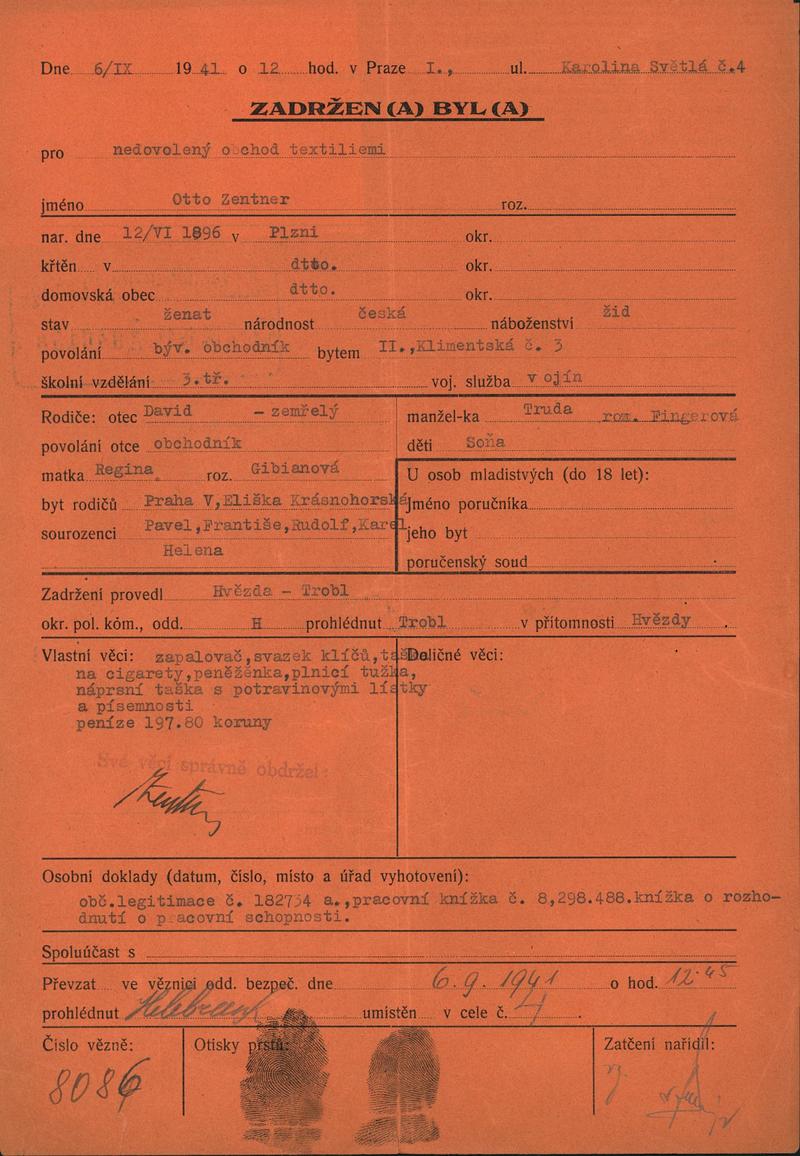 Dne 6/IX 1941 o 12 hod. v Praze I., ul. Karolina Světlá č.4
ZADRŽEN (A) BYL (A)
pro nedovolený obchod textiliemi
jméno Otto Zentner roz.
nar. dne 12/VI 1896 v Plzni okr.
křtěn v dtto. okr.
domovská obec dtto. okr.
stav ženat národnost česká náboženství žid
povolání býv. obchodník bytem II.,Klimentská č. 3
školní vzdělání 3.tř. voj. služba vojín
Rodiče: otec David - zemřelý manžel-ka Truda roz. Fingerová
povolání otce obchodník děti Soňa
matka Regina roz. Gibianová U osob mladistvých (do 18 let):
byt rodičů Praha V,Eliška Krásnohorská jméno poručníka
sourozenci Pavel,Františe,Rudolf,Karel jeho byt
Helena
poručenský soud
Zadržení provedl Hvězda - Trobl
okr. pol. kóm., odd. H prohlédnut Trobl v přítomnosti Hvězdy.
Vlastní věci: zapalovač,svazek klíčů, Doličné věci:
na cigarety,peněženka,plnicí tužka,
náprsní taška s potravinovými lístky
a písemnosti
peníze 197.80 koruny
Své věci správně obdržel:
Osobní doklady (datum, číslo, místo a úřad vyhotovení):
obč.legitimace č. 182734 a.,pracovní knížka č. 8,298.488.knížka o rozho-
dnutí o pracovní schopnosti.
Spoluúčast s
Převzat ve věznici odd. bezpeč. dne 6. 9. 1941 o hod. 12.45
prohlédnut umístěn v cele č. 4.
Číslo vězně: Otisky prstů: Zatčení nařídil:
8086